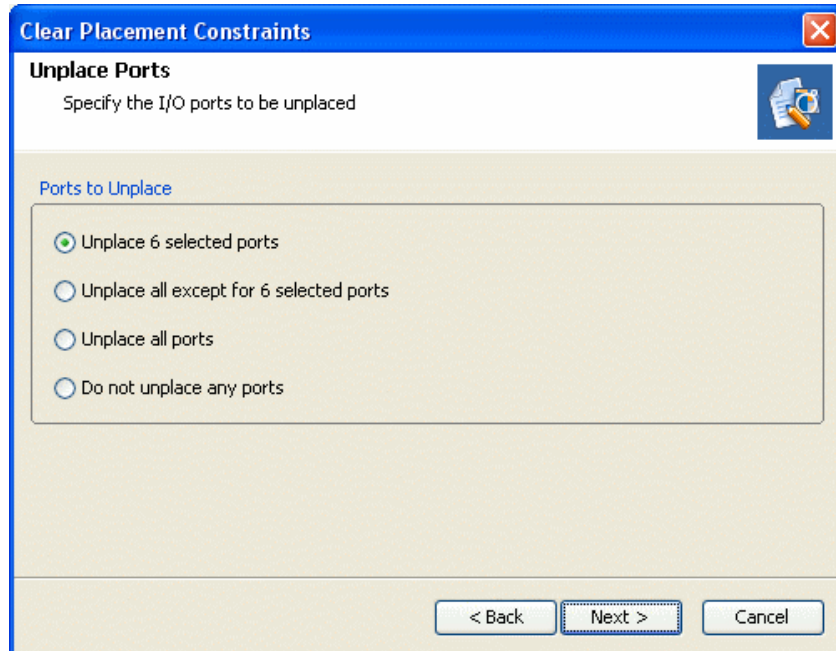 Clear Placement Constraints
Unplace Ports
Specify the I/O ports to be unplaced
Ports to Unplace
Unplace 6 selected ports
Unplace all except for 6 selected ports
Unplace all ports
Do not unplace any ports
< Back Next > Cancel